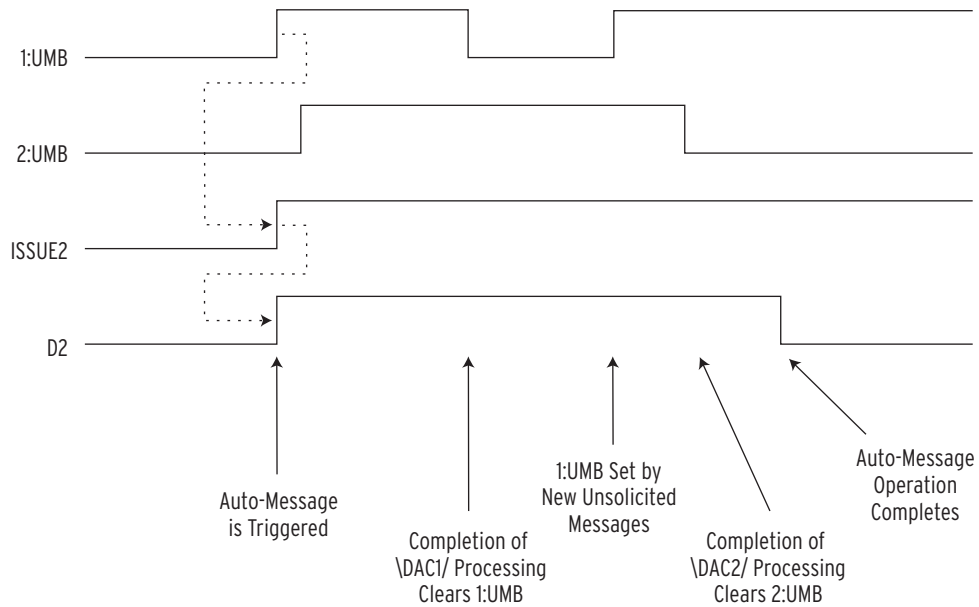 1:UMB
2:UMB
ISSUE2
D2
Auto-Message
is Triggered
Completion of
\DAC1/ Processing
Clears 1:UMB
1:UMB Set by
New Unsolicited
Messages
Completion of
\DAC2/ Processing
Clears 2:UMB
Auto-Message
Operation
Completes